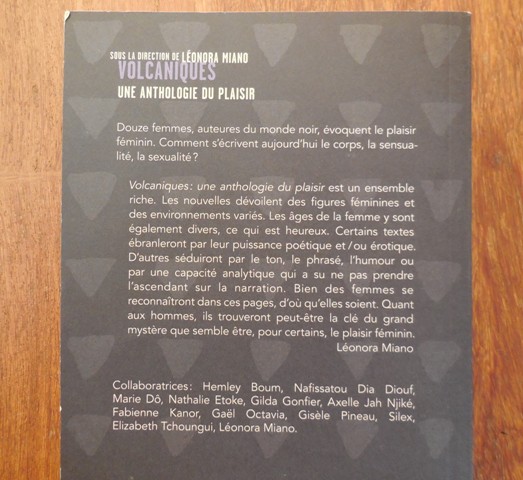 SOUS LA DIRECTION DE LÉONORA MIANO
VOLCANIQUES
UNE ANTHOLOGIE DU PLAISIR
Douze femmes, auteures du monde noir, évoquent le plaisir
féminin. Comment s'écrivent aujourd'hui le corps, la sensua-
lité, la sexualité ?
Volcaniques : une anthologie du plaisir est un ensemble
riche. Les nouvelles dévoilent des figures féminines et
des environnements variés. Les âges de la femme y sont
également divers, ce qui est heureux. Certains textes
ébranleront par leur puissance poétique et / ou érotique.
D'autres séduiront par le ton, le phrasé, l'humour ou
par une capacité analytique qui a su ne pas prendre
l'ascendant sur la narration. Bien des femmes se
reconnaîtront dans ces pages, d'où qu'elles soient. Quant
aux hommes, ils trouveront peut-être la clé du grand
mystère que semble être, pour certains, le plaisir féminin.
Léonora Miano
Collaboratrices : Hemley Boum, Nafissatou Dia Diouf,
Marie Dô, Nathalie Etoke, Gilda Gonfier, Axelle Jah Njiké,
Fabienne Kanor, Gaël Octavia, Gisèle Pineau, Silex,
Elizabeth Tchoungui, Léonora Miano.